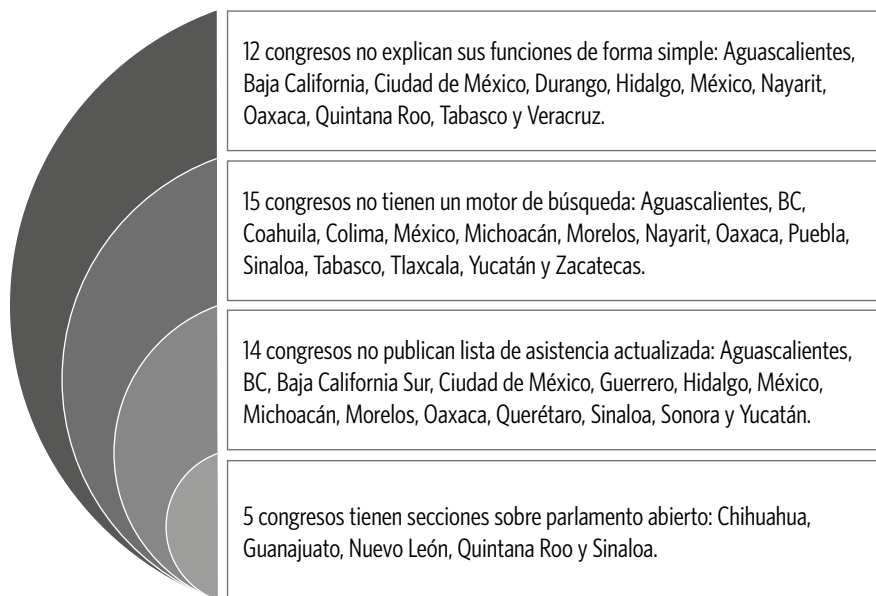 12 congresos no explican sus funciones de forma simple: Aguascalientes,
Baja California, Ciudad de México, Durango, Hidalgo, México, Nayarit,
Oaxaca, Quintana Roo, Tabasco y Veracruz.
15 congresos no tienen un motor de búsqueda: Aguascalientes, BC,
Coahuila, Colima, México, Michoacán, Morelos, Nayarit, Oaxaca, Puebla,
Sinaloa, Tabasco, Tlaxcala, Yucatán y Zacatecas.
14 congresos no publican lista de asistencia actualizada: Aguascalientes,
BC, Baja California Sur, Ciudad de México, Guerrero, Hidalgo, México,
Michoacán, Morelos, Oaxaca, Querétaro, Sinaloa, Sonora y Yucatán.
5 congresos tienen secciones sobre parlamento abierto: Chihuahua,
Guanajuato, Nuevo León, Quintana Roo y Sinaloa.